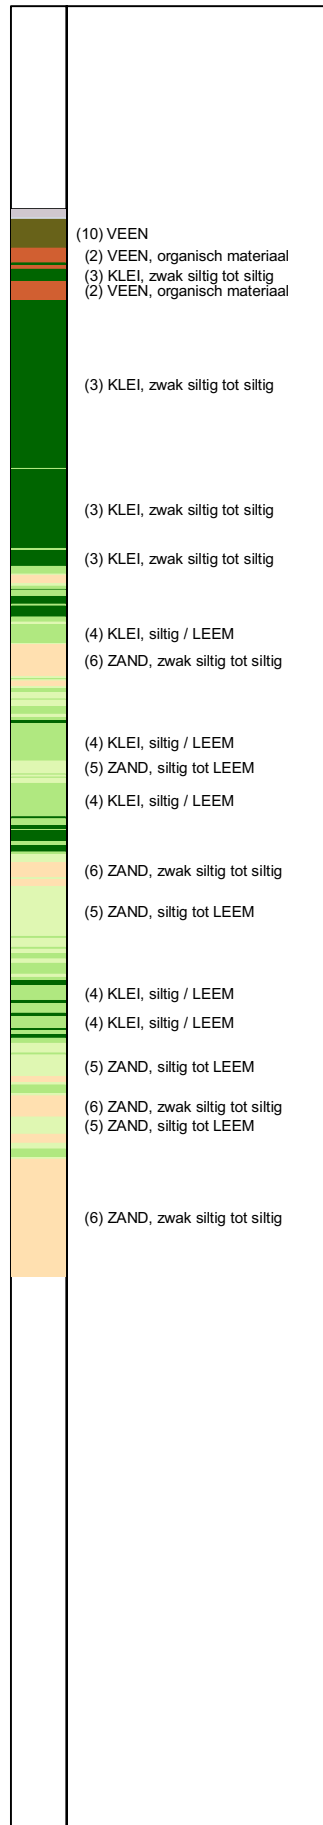 (10) VEEN
(2) VEEN, organisch materiaal
(3) KLEI, zwak siltig tot siltig
(2) VEEN, organisch materiaal
(3) KLEI, zwak siltig tot siltig
(3) KLEI, zwak siltig tot siltig
(3) KLEI, zwak siltig tot siltig
(4) KLEI, siltig / LEEM
(6) ZAND, zwak siltig tot siltig
(4) KLEI, siltig / LEEM
(5) ZAND, siltig tot LEEM
(4) KLEI, siltig / LEEM
(6) ZAND, zwak siltig tot siltig
(5) ZAND, siltig tot LEEM
(4) KLEI, siltig / LEEM
(4) KLEI, siltig / LEEM
(5) ZAND, siltig tot LEEM
(6) ZAND, zwak siltig tot siltig
(5) ZAND, siltig tot LEEM
(6) ZAND, zwak siltig tot siltig